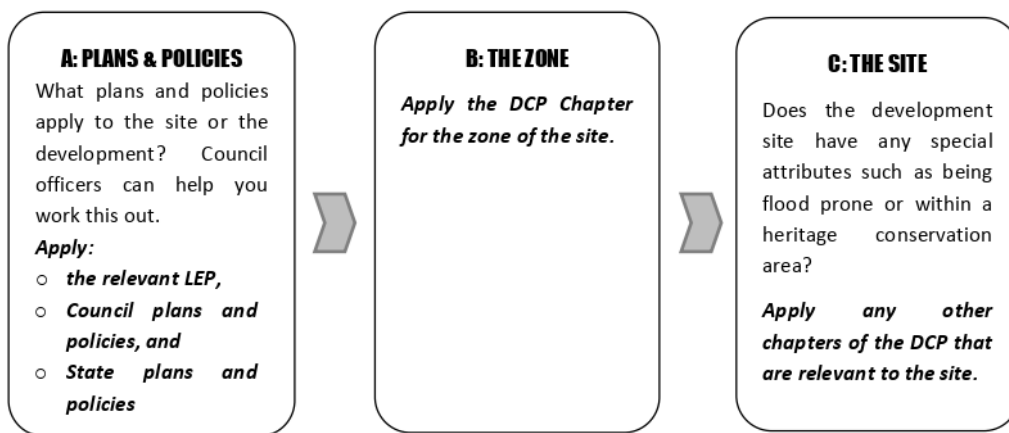 A: PLANS & POLICIES
What plans and policies
apply to the site or the
development? Council
officers can help you
work this out.
Apply:
o the relevant LEP,
o Council plans and
policies, and
o State plans and
policies
B: THE ZONE
Apply the DCP Chapter
for the zone of the site.
C: THE SITE
Does the development
site have any special
attributes such as being
flood prone or within a
heritage conservation
area?
Apply any other
chapters of the DCP that
are relevant to the site.